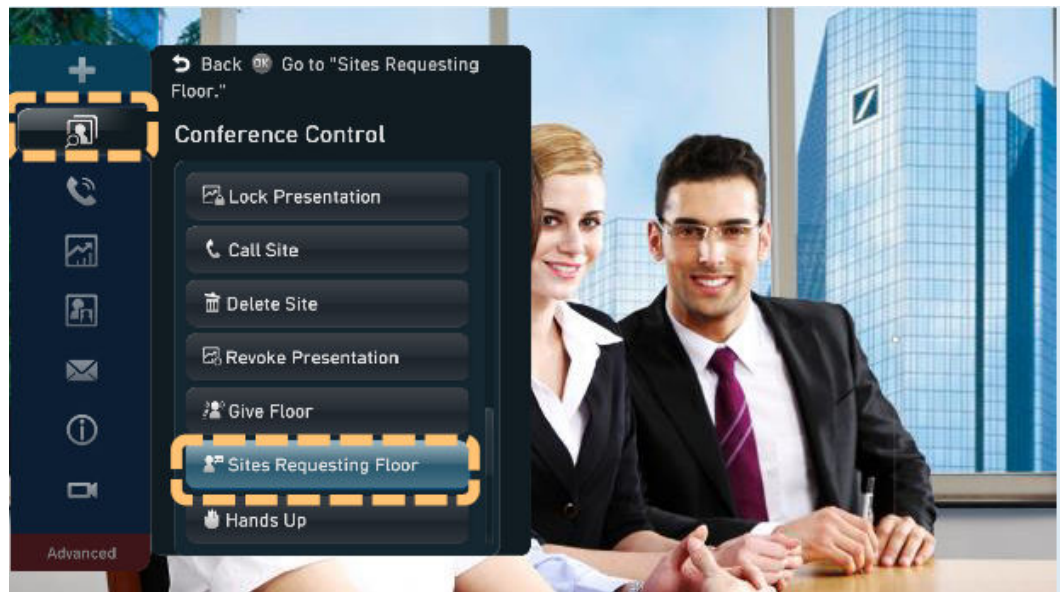 Back OK Go to "Sites Requesting
Floor."
Conference Control
Lock Presentation
Call Site
Delete Site
Revoke Presentation
Give Floor
Sites Requesting Floor
Hands Up
Advanced